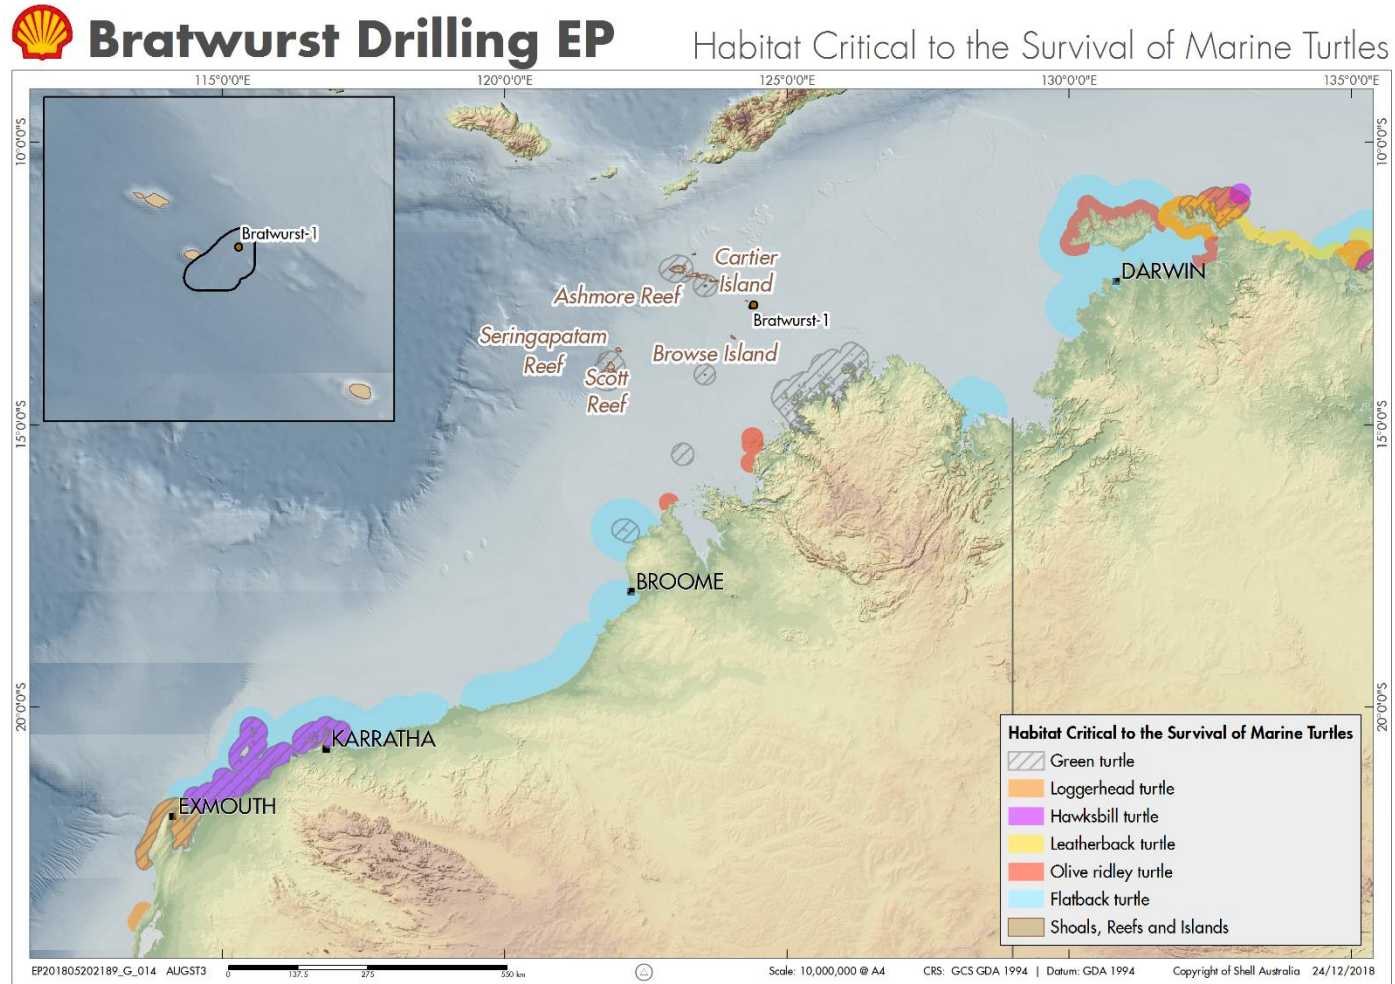 Bratwurst Drilling EP
Habitat Critical to the Survival of Marine Turtles
115°0'0"E
120°0'0"E
125°0'0"E
130°0'0"E
135°0'0"E
10°0'0"S
10°0'0"S
Bratwurst-1
Cartier
Island
Ashmore Reef
Bratwurst-1
DARWIN
Seringapatam
Reef
Browse Island
Scott
Reef
15°0'0"S
15°0'0"S
BROOME
20°0'0"S
20°0'0"S
KARRATHA
EXMOUTH
Habitat Critical to the Survival of Marine Turtles
Green turtle
Loggerhead turtle
Hawksbill turtle
Leatherback turtle
Olive ridley turtle
Flatback turtle
Shoals, Reefs and Islands
EP201805202189_G_014 AUGST3
0 137.5 275 550 km
Scale: 10,000,000 @ A4
CRS: GCS GDA 1994 | Datum: GDA 1994
Copyright of Shell Australia 24/12/2018